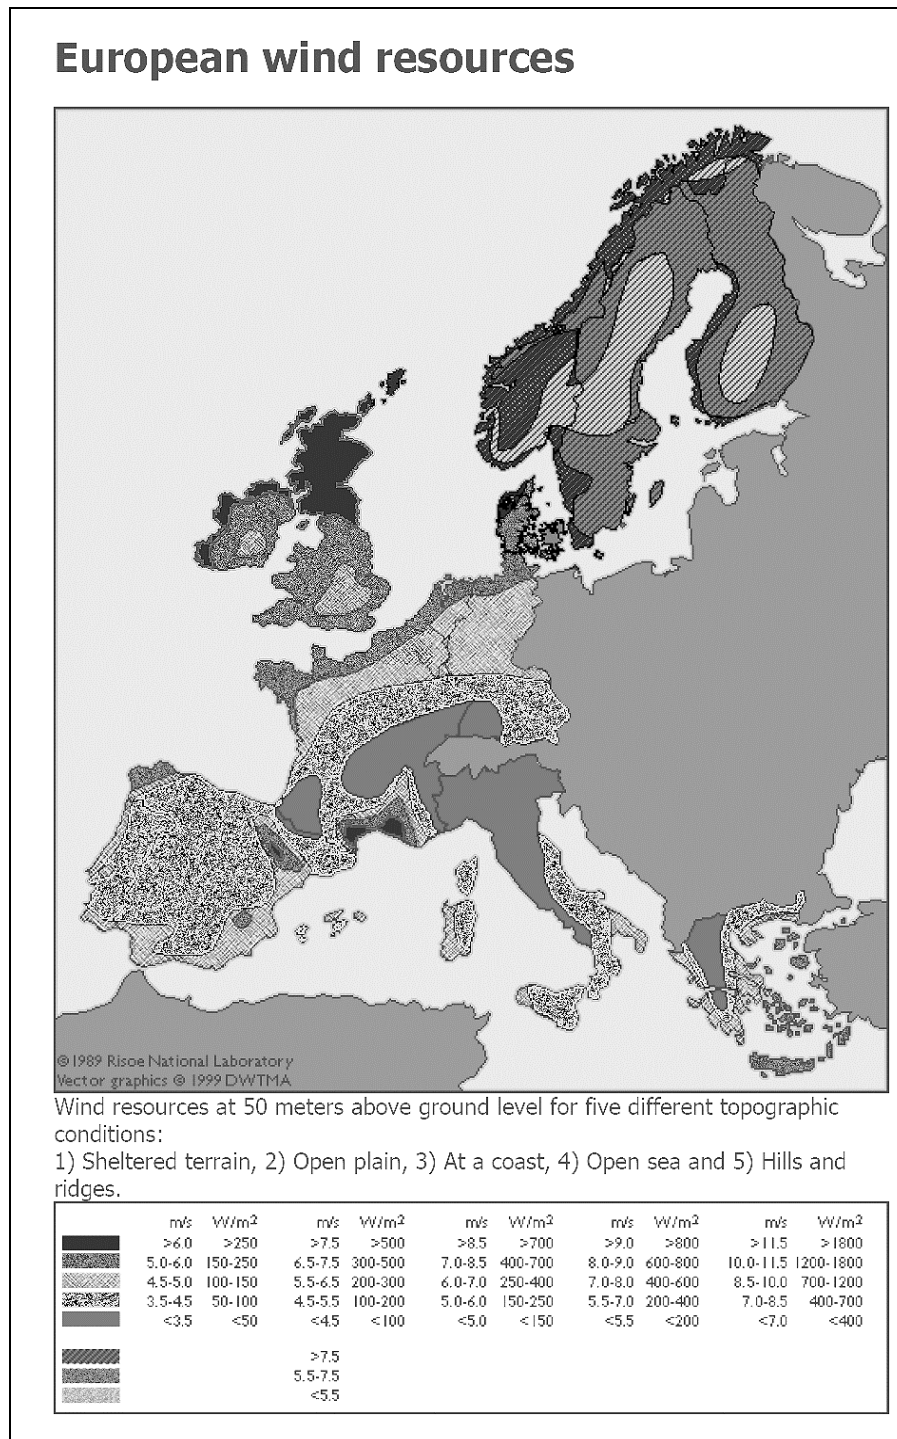 European wind resources
©1989 Risoe National Laboratory
Vector graphics © 1999 DWTMA
Wind resources at 50 meters above ground level for five different topographic
conditions:
1) Sheltered terrain, 2) Open plain, 3) At a coast, 4) Open sea and 5) Hills and
ridges.
m/s W/m² m/s W/m² m/s W/m² m/s W/m² m/s W/m²
>6.0 >250 >7.5 >500 >8.5 >700 >9.0 >800 >11.5 >1800
5.0-6.0 150-250 6.5-7.5 300-500 7.0-8.5 400-700 8.0-9.0 600-800 10.0-11.5 1200-1800
4.5-5.0 100-150 5.5-6.5 200-300 6.0-7.0 250-400 7.0-8.0 400-600 8.5-10.0 700-1200
3.5-4.5 50-100 4.5-5.5 100-200 5.0-6.0 150-250 5.5-7.0 200-400 7.0-8.5 400-700
<3.5 <50 <4.5 <100 <5.0 <150 <5.5 <200 <7.0 <400
>7.5
5.5-7.5
<5.5